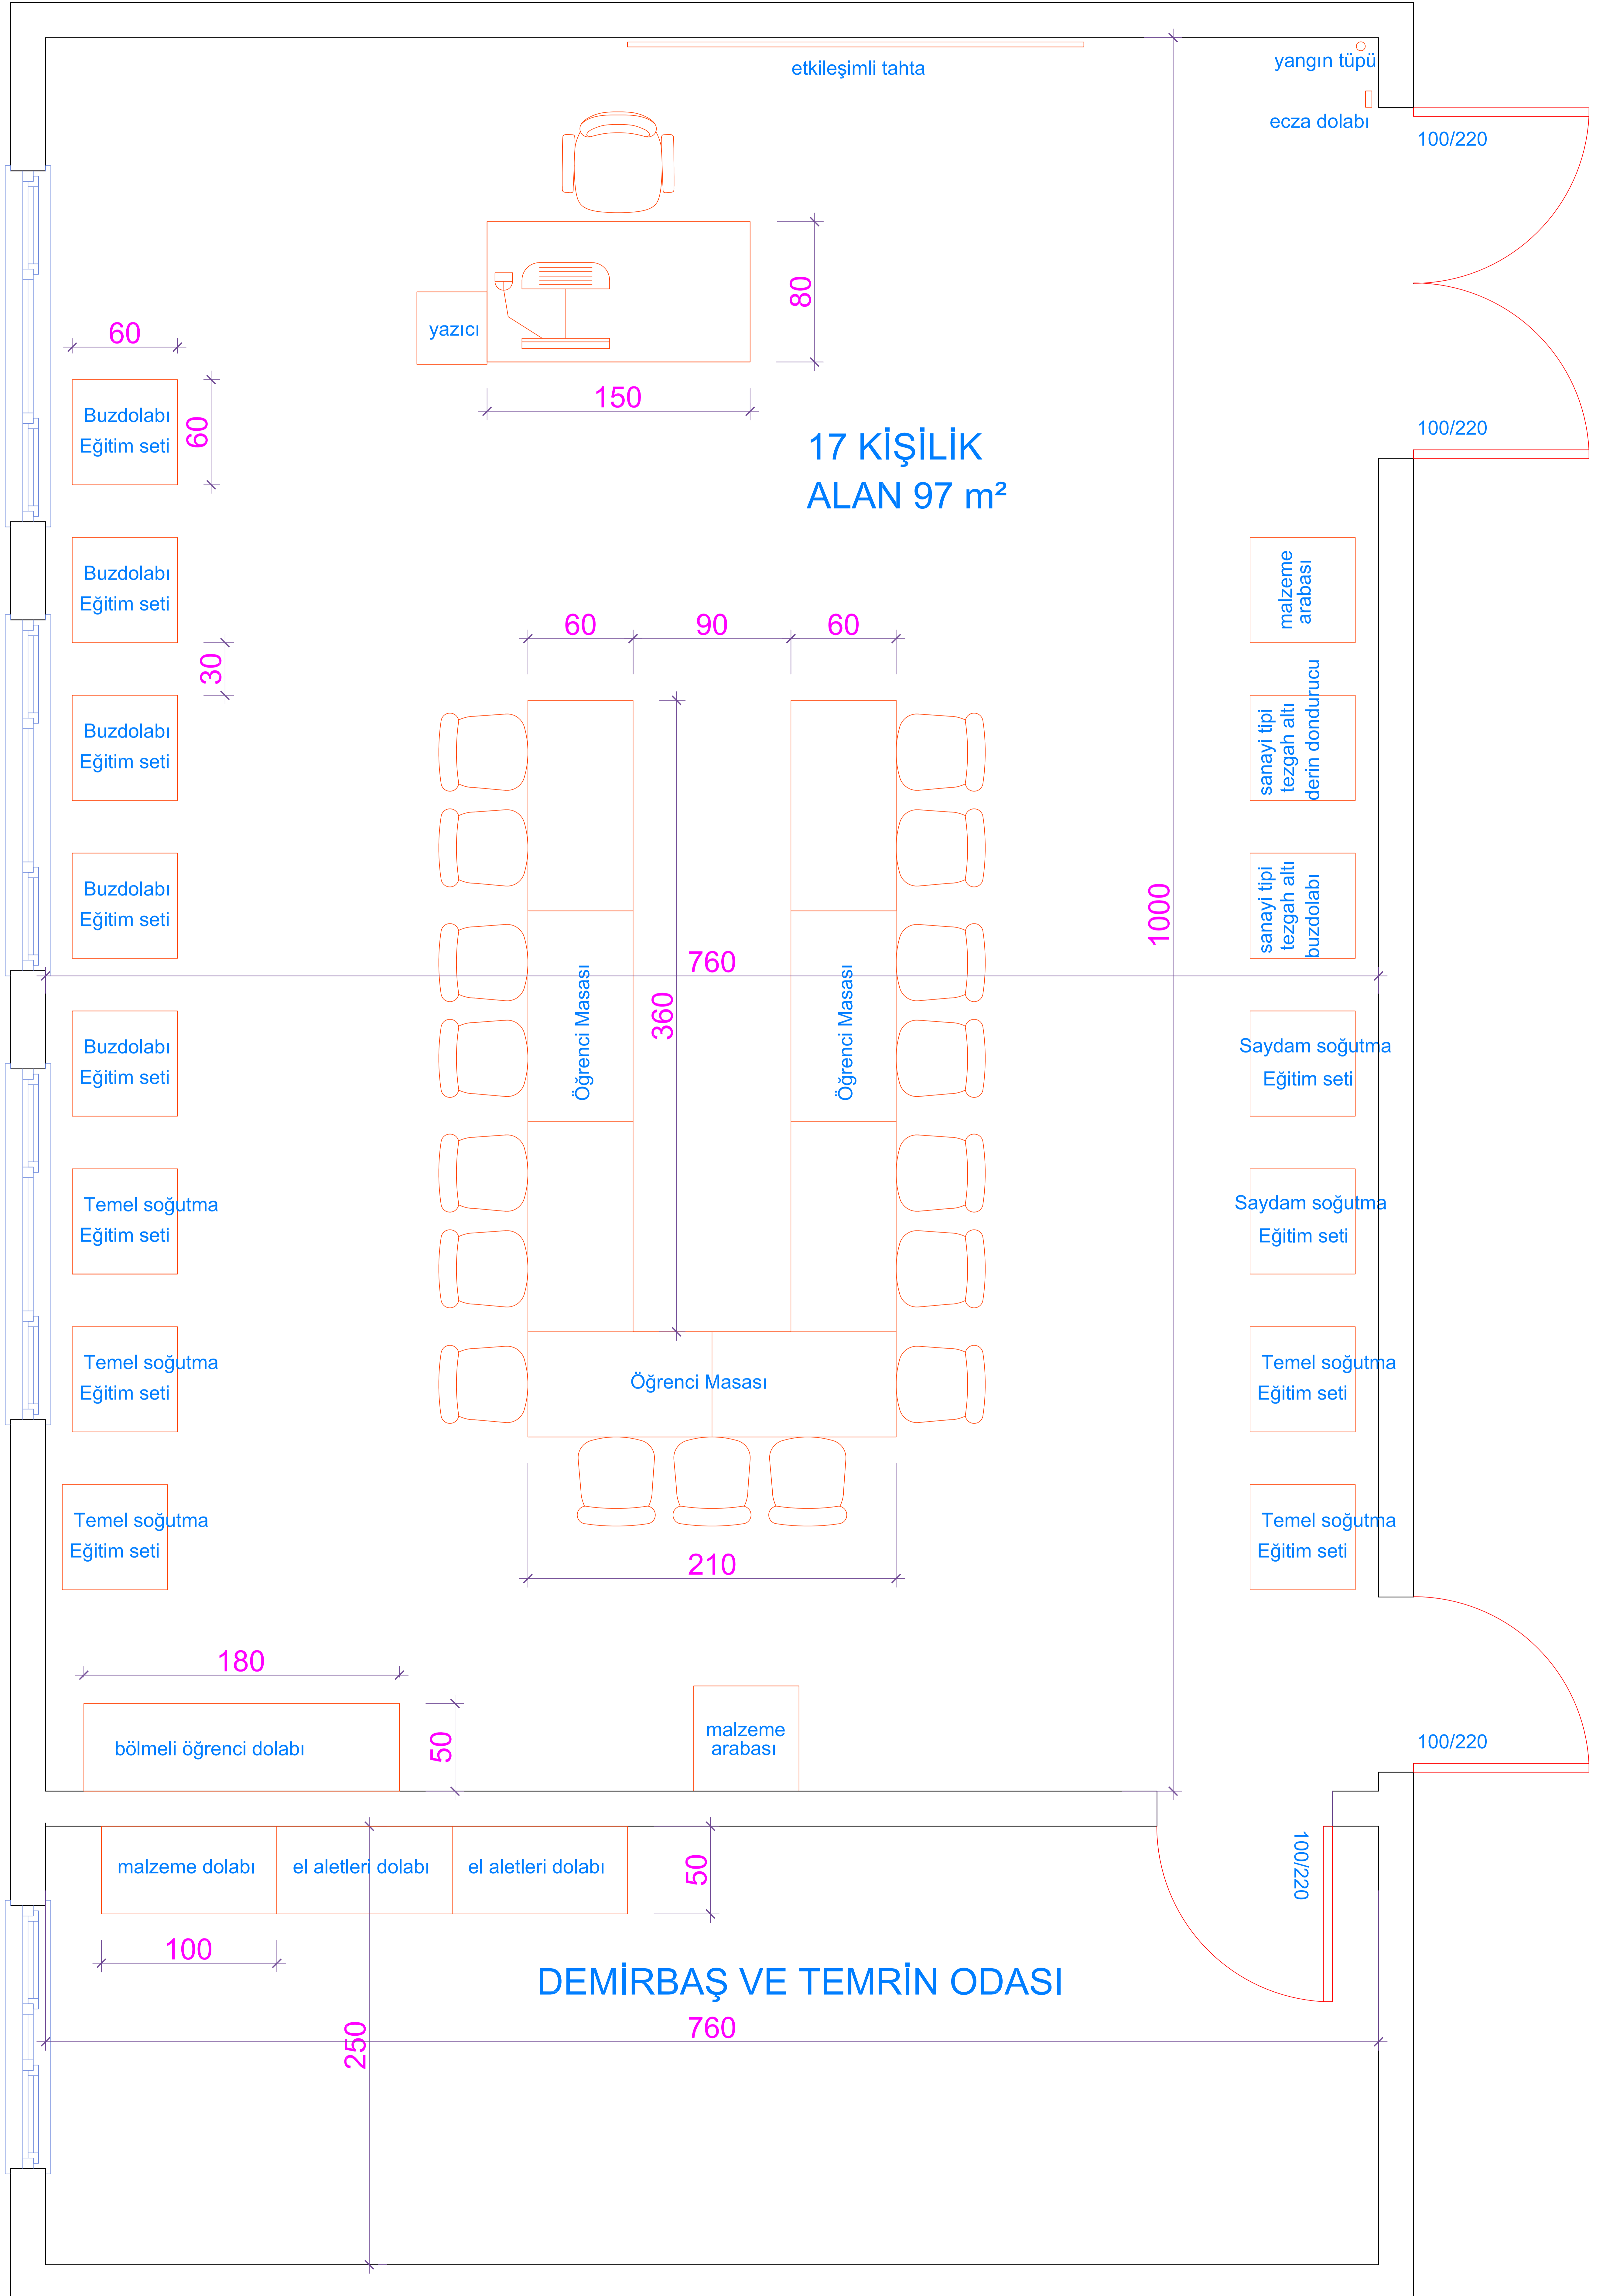 etkileşimli tahta
yangın tüpü
ecza dolabı
100/220
80
yazıcı
60
150
Buzdolabı
Eğitim seti
60
100/220
17 KİŞİLİK
ALAN 97 m²
Buzdolabı
Eğitim seti
malzeme
arabası
60
90
60
30
Buzdolabı
Eğitim seti
sanayi tipi
tezgah altı
derin dondurucu
Buzdolabı
Eğitim seti
1000
sanayi tipi
tezgah altı
buzdolabı
760
Öğrenci Masası
360
Öğrenci Masası
Buzdolabı
Eğitim seti
Saydam soğutma
Eğitim seti
Temel soğutma
Eğitim seti
Saydam soğutma
Eğitim seti
Temel soğutma
Eğitim seti
Öğrenci Masası
Temel soğutma
Eğitim seti
Temel soğutma
Eğitim seti
210
Temel soğutma
Eğitim seti
180
bölmeli öğrenci dolabı
50
malzeme
arabası
100/220
malzeme dolabı
el aletleri dolabı
el aletleri dolabı
50
100/220
100
DEMİRBAŞ VE TEMRİN ODASI
250
760